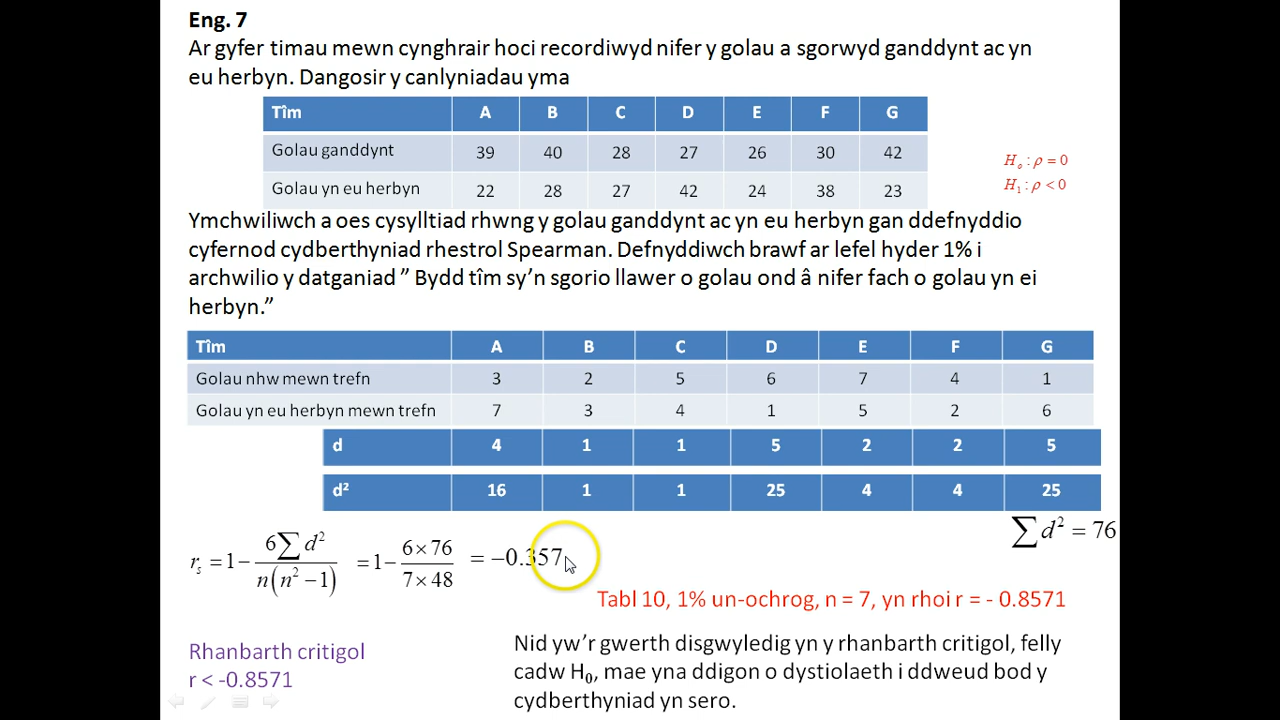 Eng. 7
Ar gyfer timau mewn cynghrair hoci recordiwyd nifer y golau a sgorwyd ganddynt ac yn
eu herbyn. Dangosir y canlyniadau yma
Tîm A B C D E F G
Golau ganddynt 39 40 28 27 26 30 42
Golau yn eu herbyn 22 28 27 42 24 38 23
H₀ : ρ = 0
H₁ : ρ < 0
Ymchwiliwch a oes cysylltiad rhwng y golau ganddynt ac yn eu herbyn gan ddefnyddio
cyfernod cydberthyniad rhestrol Spearman. Defnyddiwch brawf ar lefel hyder 1% i
archwilio y datganiad ” Bydd tîm sy’n sgorio llawer o golau ond â nifer fach o golau yn ei
herbyn.”
Tîm A B C D E F G
Golau nhw mewn trefn 3 2 5 6 7 4 1
Golau yn eu herbyn mewn trefn 7 3 4 1 5 2 6
d 4 1 1 5 2 2 5
d² 16 1 1 25 4 4 25
∑ d² = 76
rₛ = 1 − 6∑d² / n(n² − 1) = 1 − 6 × 76 / 7 × 48 = −0.357
Tabl 10, 1% un-ochrog, n = 7, yn rhoi r = - 0.8571
Rhanbarth critigol
r < -0.8571
Nid yw’r gwerth disgwyledig yn y rhanbarth critigol, felly
cadw H₀, mae yna ddigon o dystiolaeth i ddweud bod y
cydberthyniad yn sero.